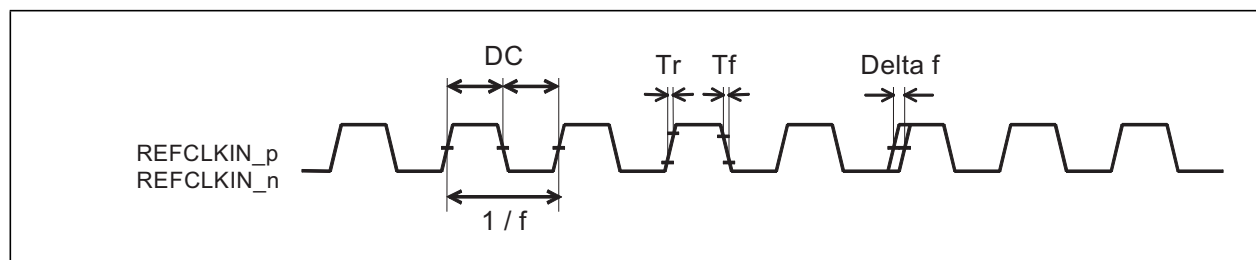 DC
Tr
Tf
Delta f
REFCLKIN_p
REFCLKIN_n
1 / f